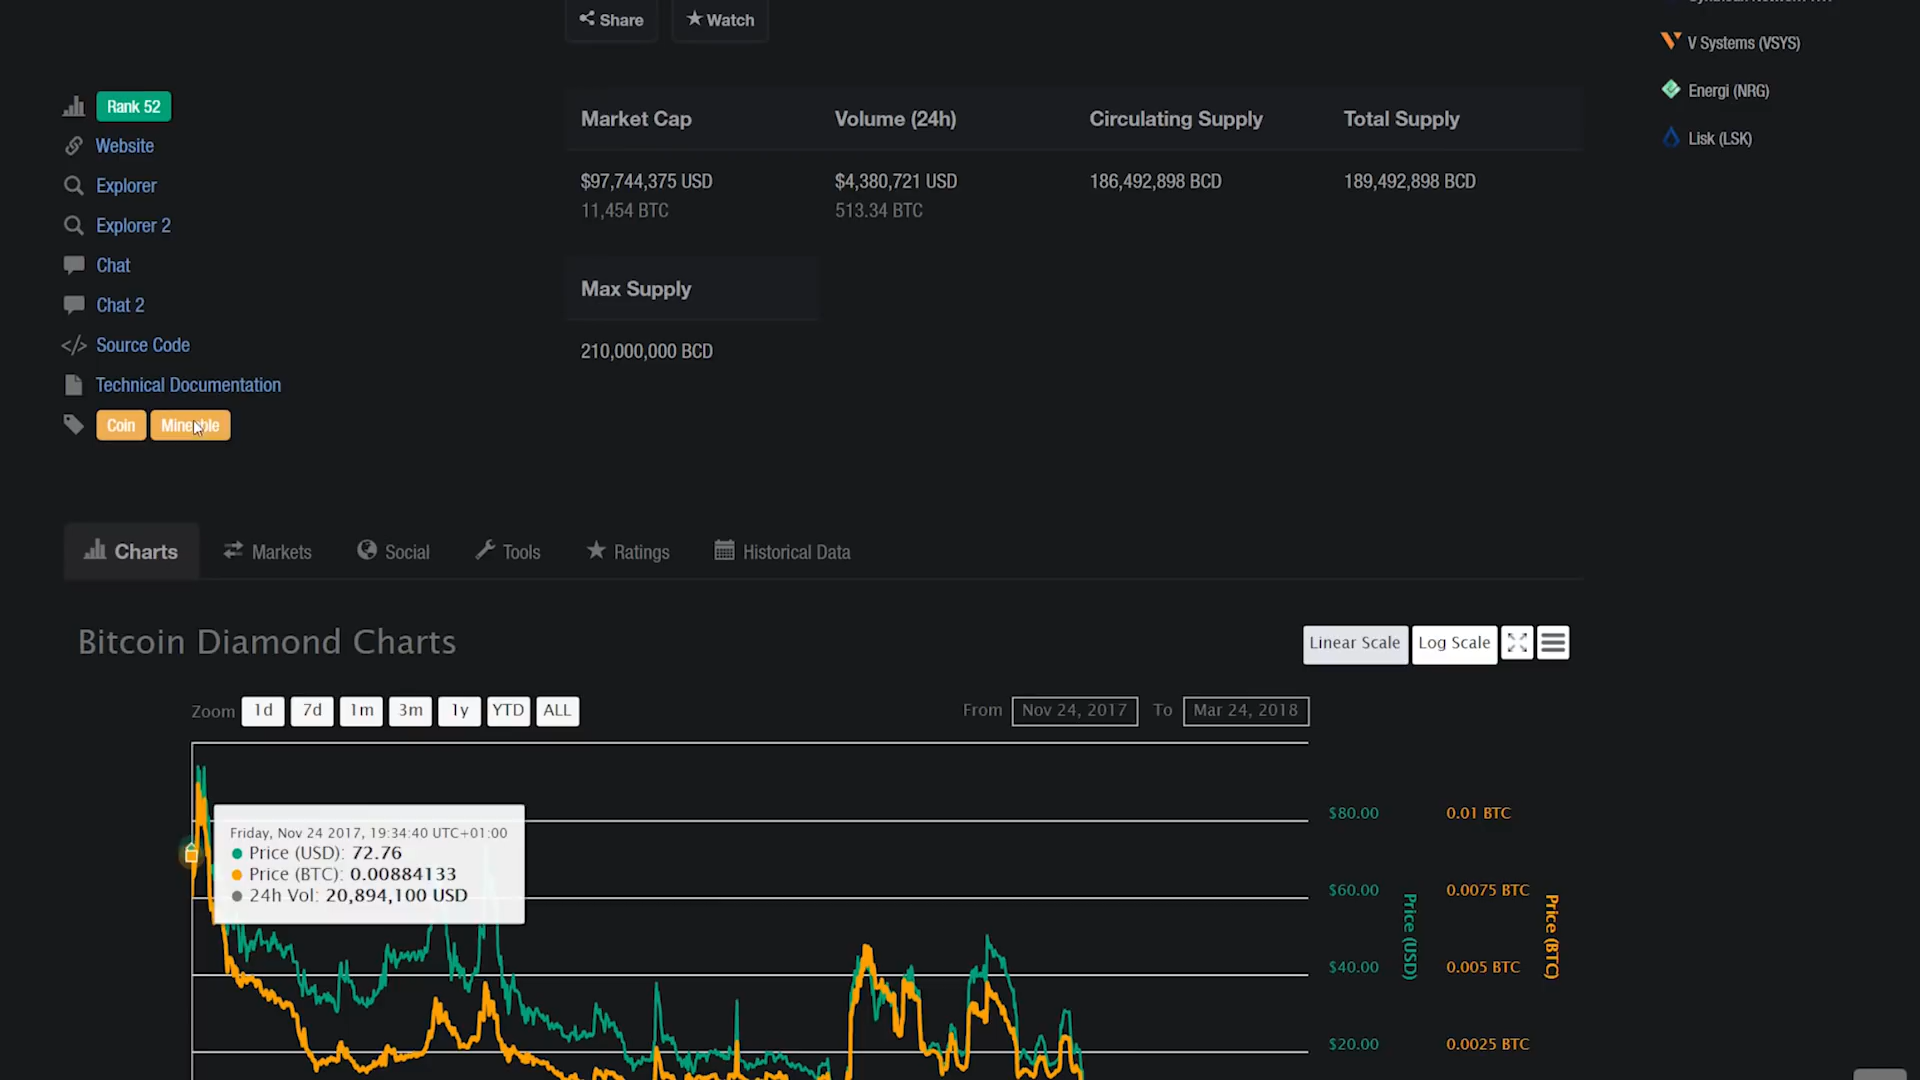 Share
Watch
V Systems (VSYS)
Energi (NRG)
Lisk (LSK)
Rank 52
Website
Explorer
Explorer 2
Chat
Chat 2
Source Code
Technical Documentation
Coin
Mineable
Market Cap
Volume (24h)
Circulating Supply
Total Supply
$97,744,375 USD
$4,380,721 USD
186,492,898 BCD
189,492,898 BCD
11,454 BTC
513.34 BTC
Max Supply
210,000,000 BCD
Charts
Markets
Social
Tools
Ratings
Historical Data
Bitcoin Diamond Charts
Linear Scale
Log Scale
Zoom 1d 7d 1m 3m 1y YTD ALL
From Nov 24, 2017 To Mar 24, 2018
Friday, Nov 24 2017, 19:34:40 UTC+01:00
Price (USD): 72.76
Price (BTC): 0.00884133
24h Vol: 20,894,100 USD
$80.00
$60.00
$40.00
$20.00
Price (USD)
0.01 BTC
0.0075 BTC
0.005 BTC
0.0025 BTC
Price (BTC)